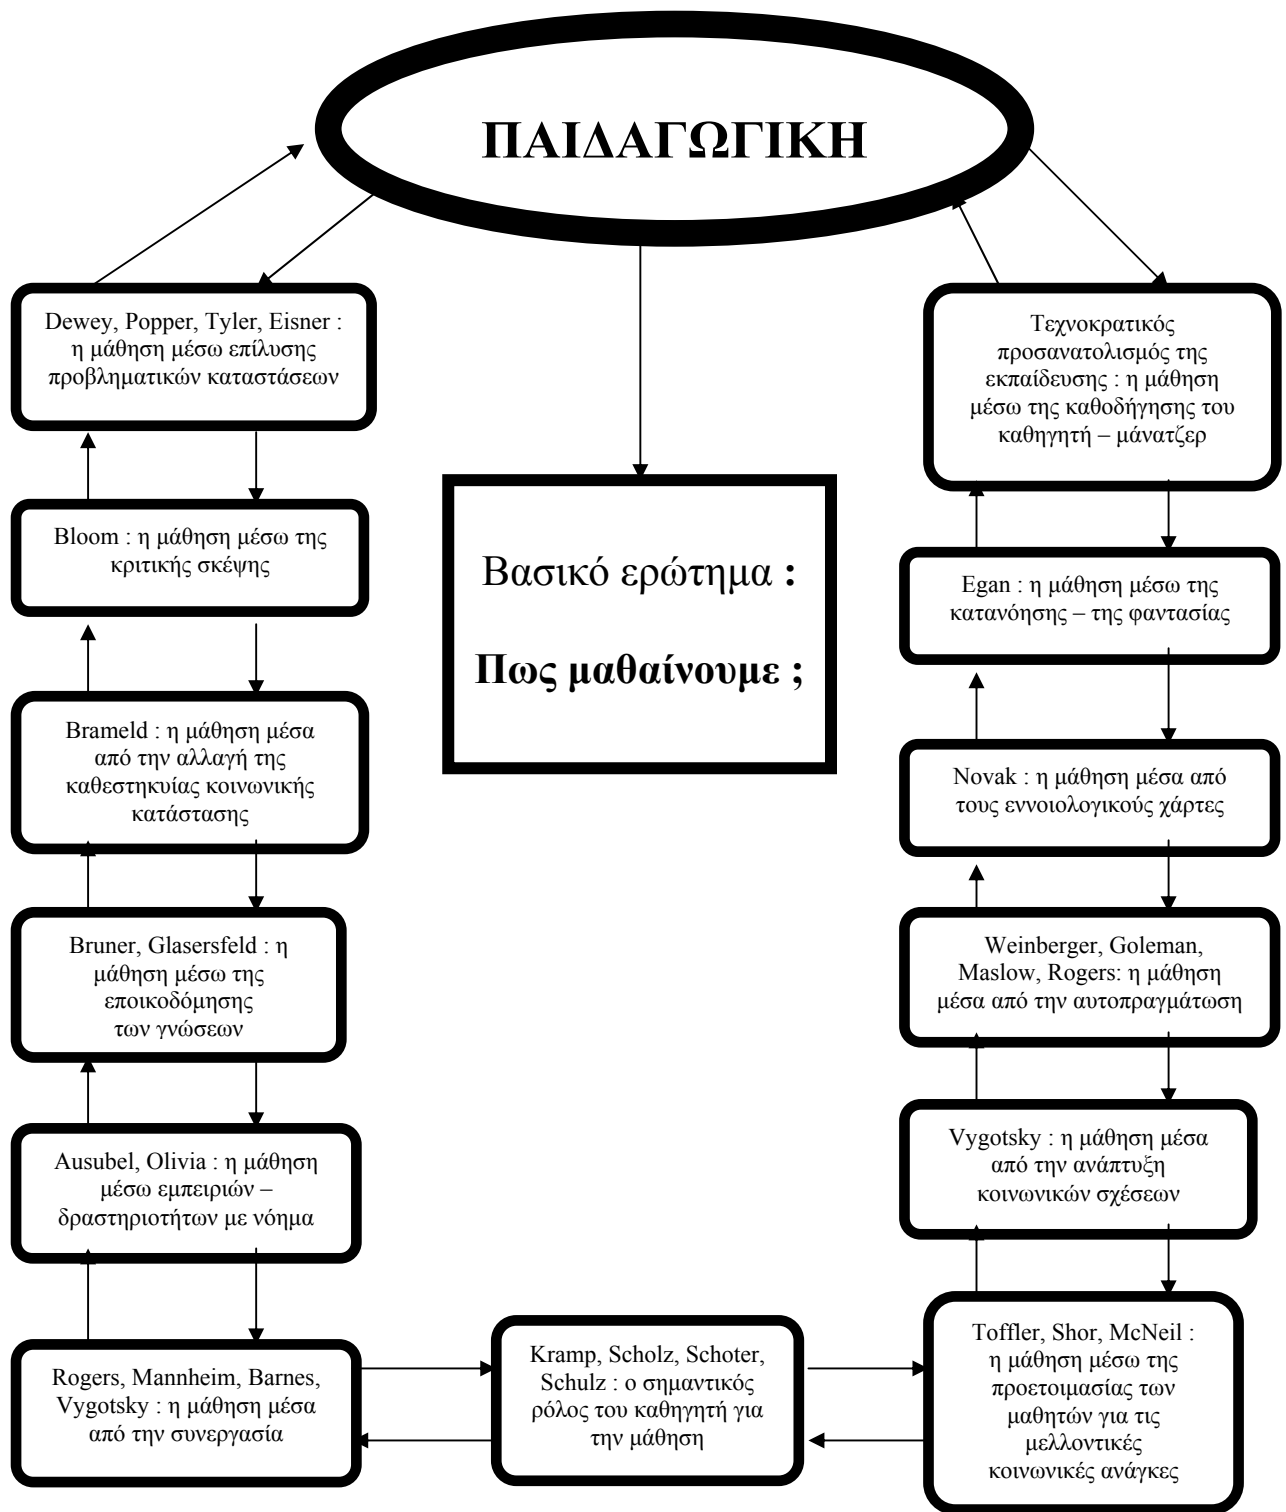 ΠΑΙΔΑΓΩΓΙΚΗ
Dewey, Popper, Tyler, Eisner :
η μάθηση μέσω επίλυσης
προβληματικών καταστάσεων
Bloom : η μάθηση μέσω της
κριτικής σκέψης
Brameld : η μάθηση μέσα
από την αλλαγή της
καθεστηκυίας κοινωνικής
κατάστασης
Bruner, Glasersfeld : η
μάθηση μέσω της
εποικοδόμησης
των γνώσεων
Ausubel, Olivia : η μάθηση
μέσω εμπειριών –
δραστηριοτήτων με νόημα
Rogers, Mannheim, Barnes,
Vygotsky : η μάθηση μέσα
από την συνεργασία
Βασικό ερώτημα :
Πως μαθαίνουμε ;
Kramp, Scholz, Schoter,
Schulz : ο σημαντικός
ρόλος του καθηγητή για
την μάθηση
Τεχνοκρατικός
προσανατολισμός της
εκπαίδευσης : η μάθηση
μέσω της καθοδήγησης του
καθηγητή – μάνατζερ
Egan : η μάθηση μέσω της
κατανόησης – της φαντασίας
Novak : η μάθηση μέσα από
τους εννοιολογικούς χάρτες
Weinberger, Goleman,
Maslow, Rogers: η μάθηση
μέσα από την αυτοπραγμάτωση
Vygotsky : η μάθηση μέσα
από την ανάπτυξη
κοινωνικών σχέσεων
Toffler, Shor, McNeil :
η μάθηση μέσω της
προετοιμασίας των
μαθητών για τις
μελλοντικές
κοινωνικές ανάγκες